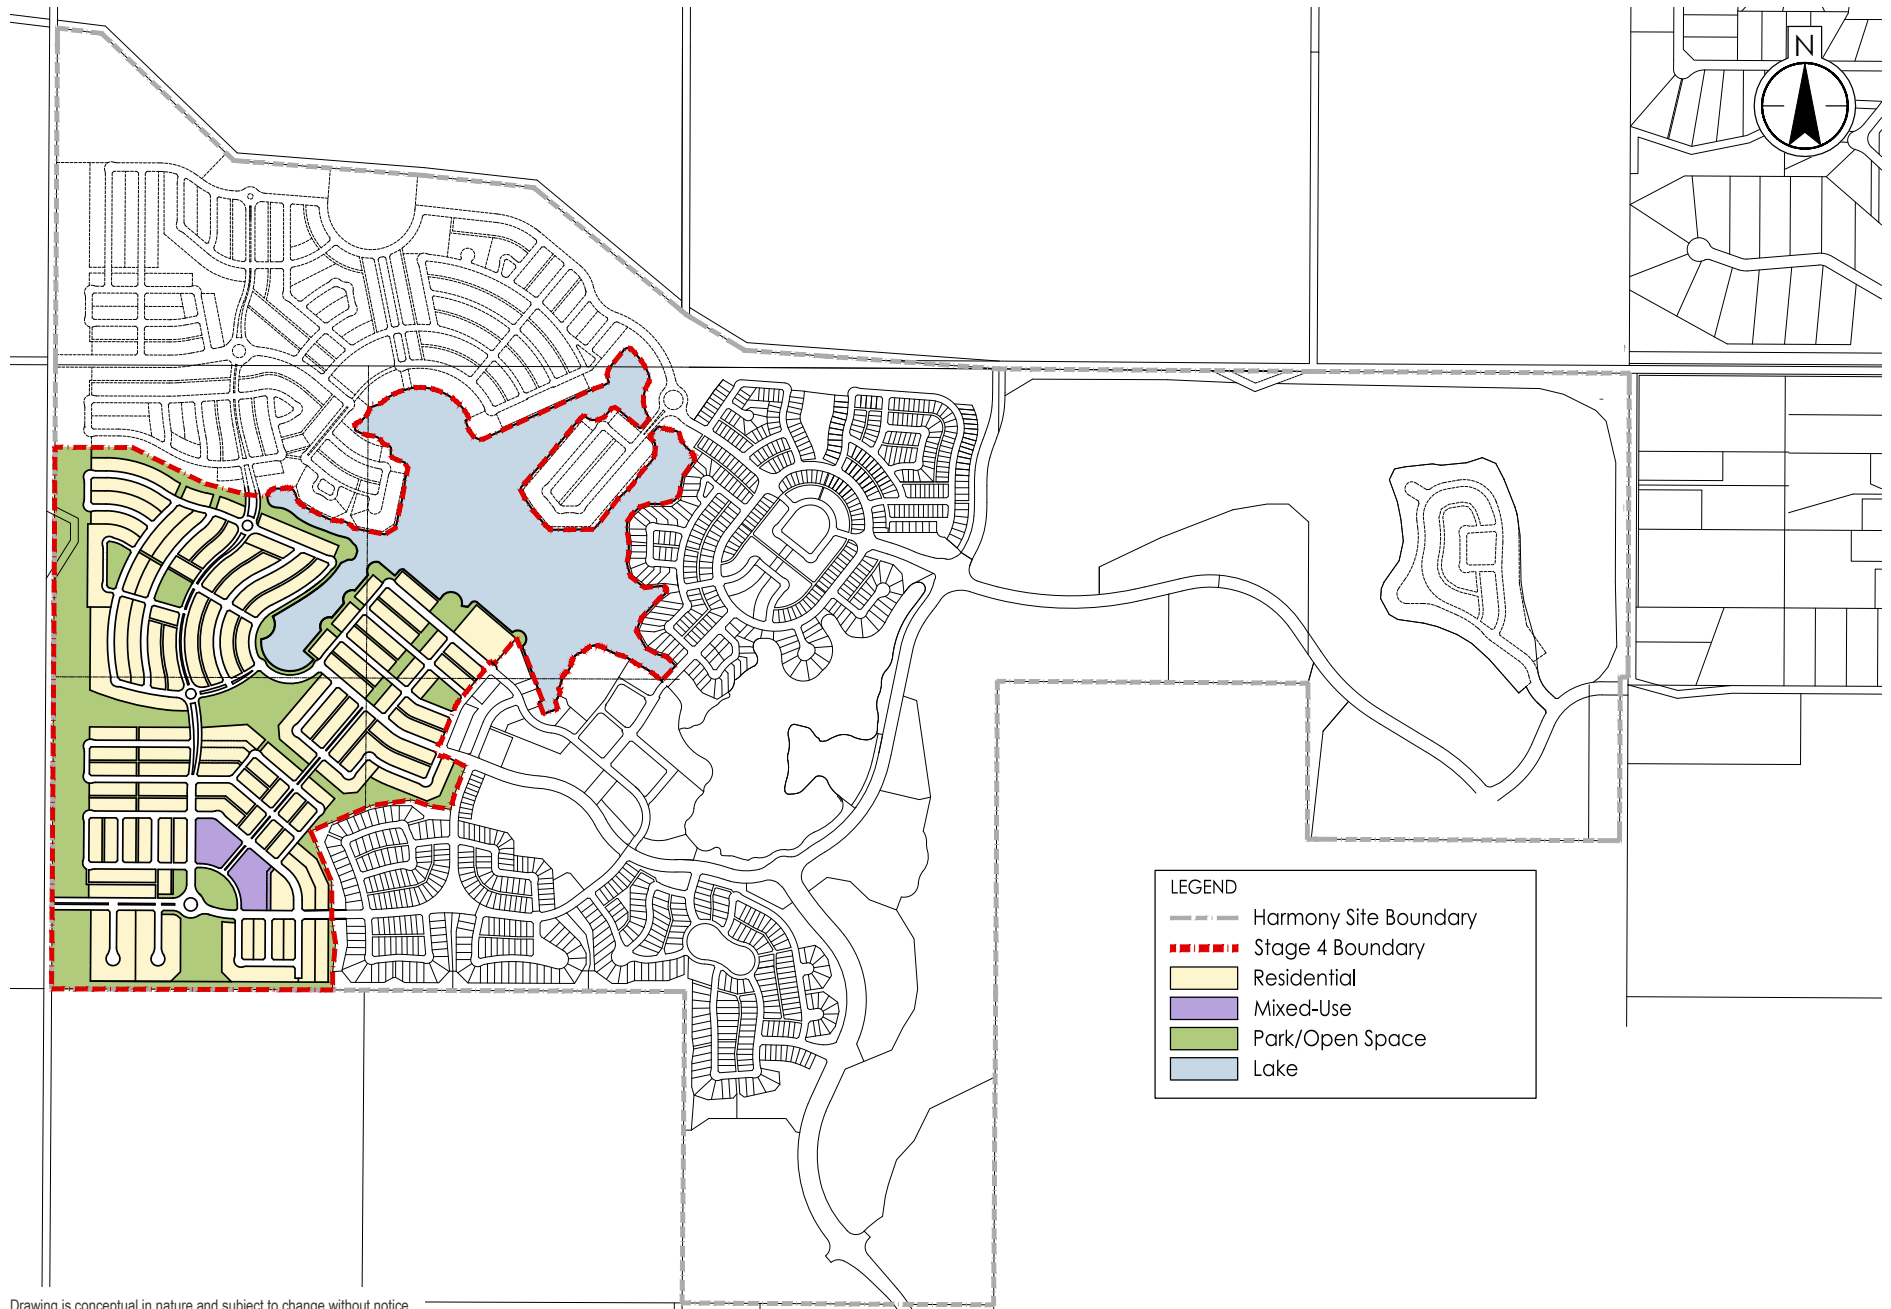 N
LEGEND
Harmony Site Boundary
Stage 4 Boundary
Residential
Mixed-Use
Park/Open Space
Lake
Drawing is conceptual in nature and subject to change without notice